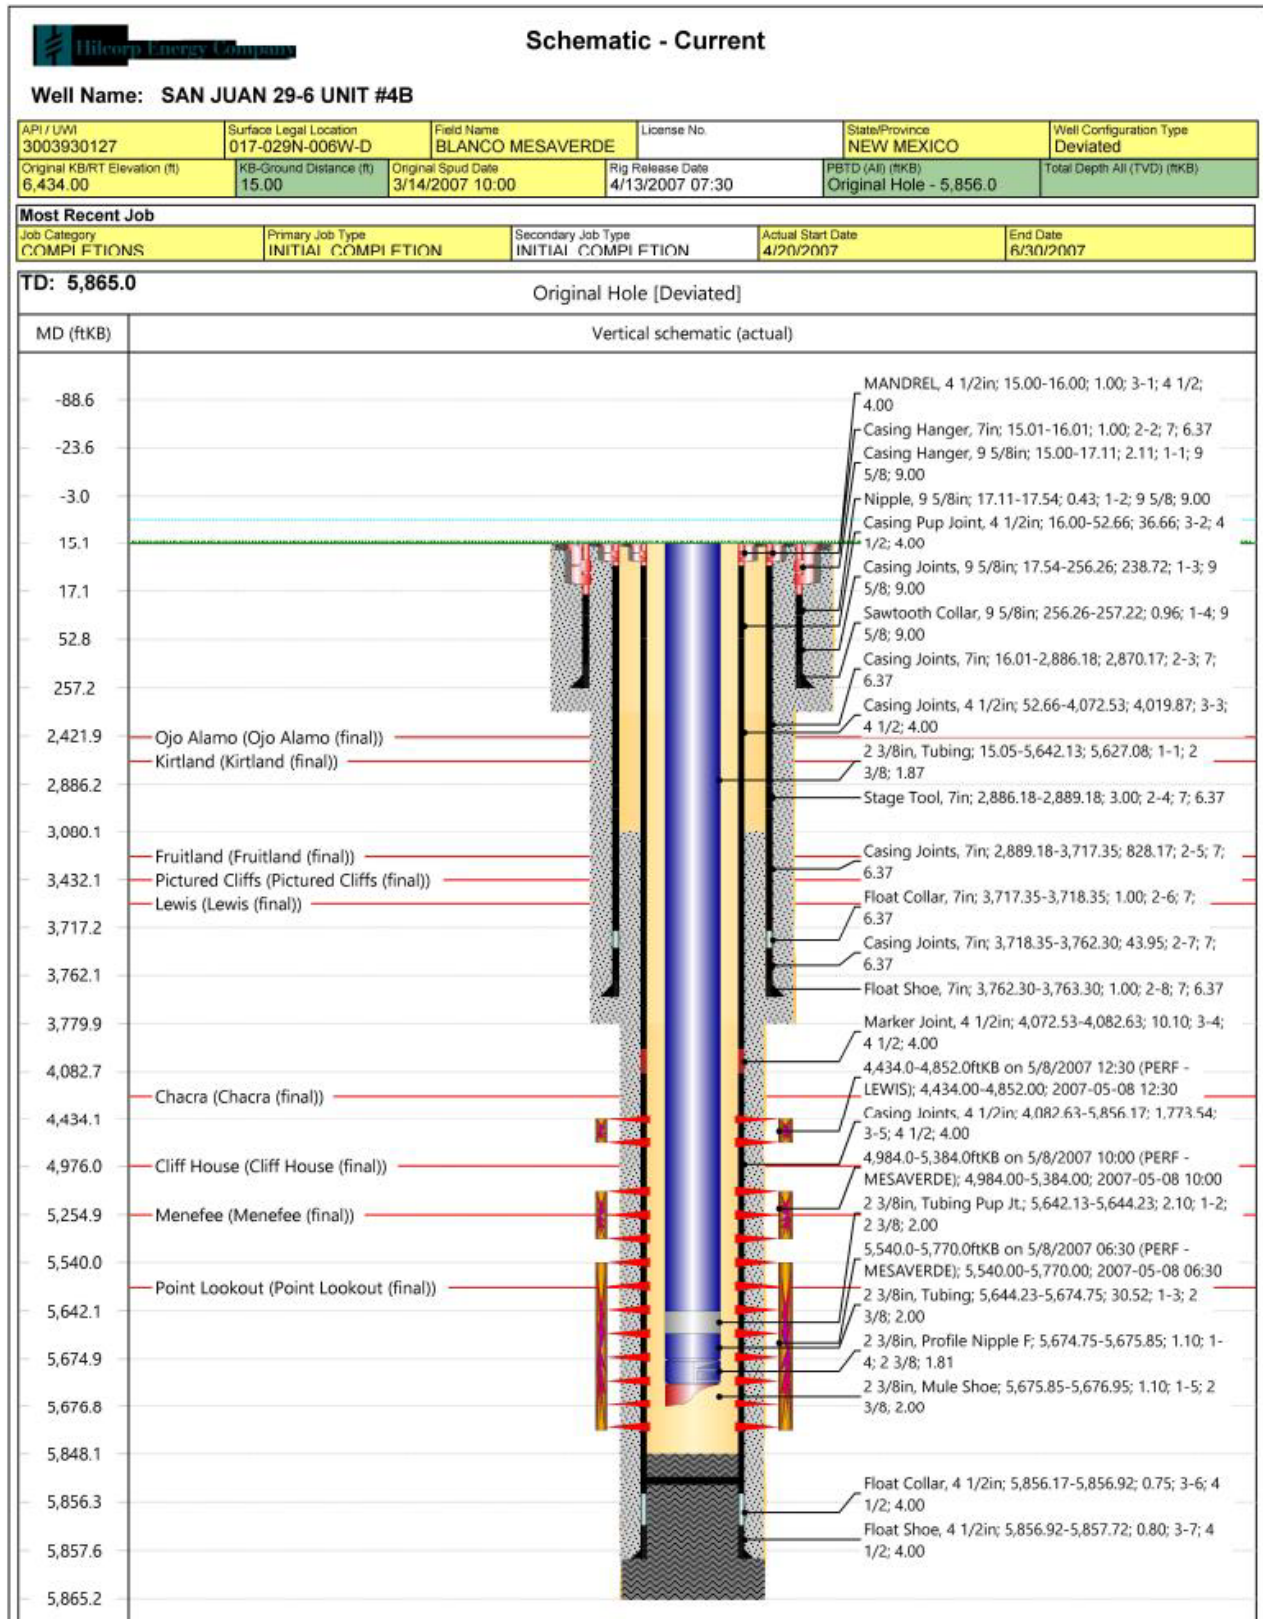 Hilcorp Energy Company
Schematic - Current
Well Name: SAN JUAN 29-6 UNIT #4B
API / UWI
3003930127
Surface Legal Location
017-029N-006W-D
Field Name
BLANCO MESAVERDE
License No.
State/Province
NEW MEXICO
Well Configuration Type
Deviated
Original KB/RT Elevation (ft)
6,434.00
KB-Ground Distance (ft)
15.00
Original Spud Date
3/14/2007 10:00
Rig Release Date
4/13/2007 07:30
PBTD (All) (ftKB)
Original Hole - 5,856.0
Total Depth All (TVD) (ftKB)
Most Recent Job
Job Category
COMPLETIONS
Primary Job Type
INITIAL COMPLETION
Secondary Job Type
INITIAL COMPLETION
Actual Start Date
4/20/2007
End Date
6/30/2007
TD: 5,865.0
Original Hole [Deviated]
MD (ftKB)
Vertical schematic (actual)
-88.6
-23.6
-3.0
15.1
17.1
52.8
257.2
2,421.9
2,886.2
3,080.1
3,432.1
3,717.2
3,762.1
3,779.9
4,082.7
4,434.1
4,976.0
5,254.9
5,540.0
5,642.1
5,674.9
5,676.8
5,848.1
5,856.3
5,857.6
5,865.2
Ojo Alamo (Ojo Alamo (final))
Kirtland (Kirtland (final))
Fruitland (Fruitland (final))
Pictured Cliffs (Pictured Cliffs (final))
Lewis (Lewis (final))
Chacra (Chacra (final))
Cliff House (Cliff House (final))
Menefee (Menefee (final))
Point Lookout (Point Lookout (final))
MANDREL, 4 1/2in; 15.00-16.00; 1.00; 3-1; 4 1/2;
4.00
Casing Hanger, 7in; 15.01-16.01; 1.00; 2-2; 7; 6.37
Casing Hanger, 9 5/8in; 15.00-17.11; 2.11; 1-1; 9
5/8; 9.00
Nipple, 9 5/8in; 17.11-17.54; 0.43; 1-2; 9 5/8; 9.00
Casing Pup Joint, 4 1/2in; 16.00-52.66; 36.66; 3-2; 4
1/2; 4.00
Casing Joints, 9 5/8in; 17.54-256.26; 238.72; 1-3; 9
5/8; 9.00
Sawtooth Collar, 9 5/8in; 256.26-257.22; 0.96; 1-4; 9
5/8; 9.00
Casing Joints, 7in; 16.01-2,886.18; 2,870.17; 2-3; 7;
6.37
Casing Joints, 4 1/2in; 52.66-4,072.53; 4,019.87; 3-3;
4 1/2; 4.00
2 3/8in, Tubing; 15.05-5,642.13; 5,627.08; 1-1; 2
3/8; 1.87
Stage Tool, 7in; 2,886.18-2,889.18; 3.00; 2-4; 7; 6.37
Casing Joints, 7in; 2,889.18-3,717.35; 828.17; 2-5; 7;
6.37
Float Collar, 7in; 3,717.35-3,718.35; 1.00; 2-6; 7;
6.37
Casing Joints, 7in; 3,718.35-3,762.30; 43.95; 2-7; 7;
6.37
Float Shoe, 7in; 3,762.30-3,763.30; 1.00; 2-8; 7; 6.37
Marker Joint, 4 1/2in; 4,072.53-4,082.63; 10.10; 3-4;
4 1/2; 4.00
4,434.0-4,852.0ftKB on 5/8/2007 12:30 (PERF -
LEWIS); 4,434.00-4,852.00; 2007-05-08 12:30
Casing Joints, 4 1/2in; 4,082.63-5,856.17; 1,773.54;
3-5; 4 1/2; 4.00
4,984.0-5,384.0ftKB on 5/8/2007 10:00 (PERF -
MESAVERDE); 4,984.00-5,384.00; 2007-05-08 10:00
2 3/8in, Tubing Pup Jt.; 5,642.13-5,644.23; 2.10; 1-2;
2 3/8; 2.00
5,540.0-5,770.0ftKB on 5/8/2007 06:30 (PERF -
MESAVERDE); 5,540.00-5,770.00; 2007-05-08 06:30
2 3/8in, Tubing; 5,644.23-5,674.75; 30.52; 1-3; 2
3/8; 2.00
2 3/8in, Profile Nipple F; 5,674.75-5,675.85; 1.10; 1-
4; 2 3/8; 1.81
2 3/8in, Mule Shoe; 5,675.85-5,676.95; 1.10; 1-5; 2
3/8; 2.00
Float Collar, 4 1/2in; 5,856.17-5,856.92; 0.75; 3-6; 4
1/2; 4.00
Float Shoe, 4 1/2in; 5,856.92-5,857.72; 0.80; 3-7; 4
1/2; 4.00